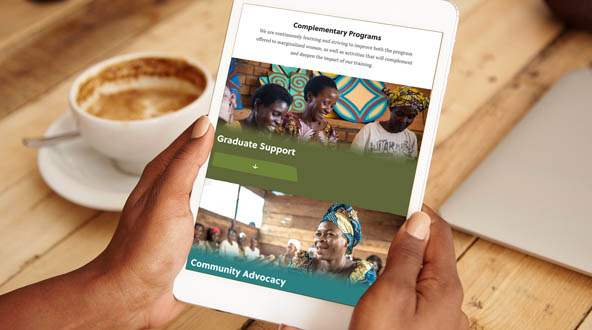 Complementary Programs
We are continuously learning and striving to improve both the program
offered to marginalised women, as well as activities that will complement
and deepen the impact of our training.
Graduate Support
Community Advocacy